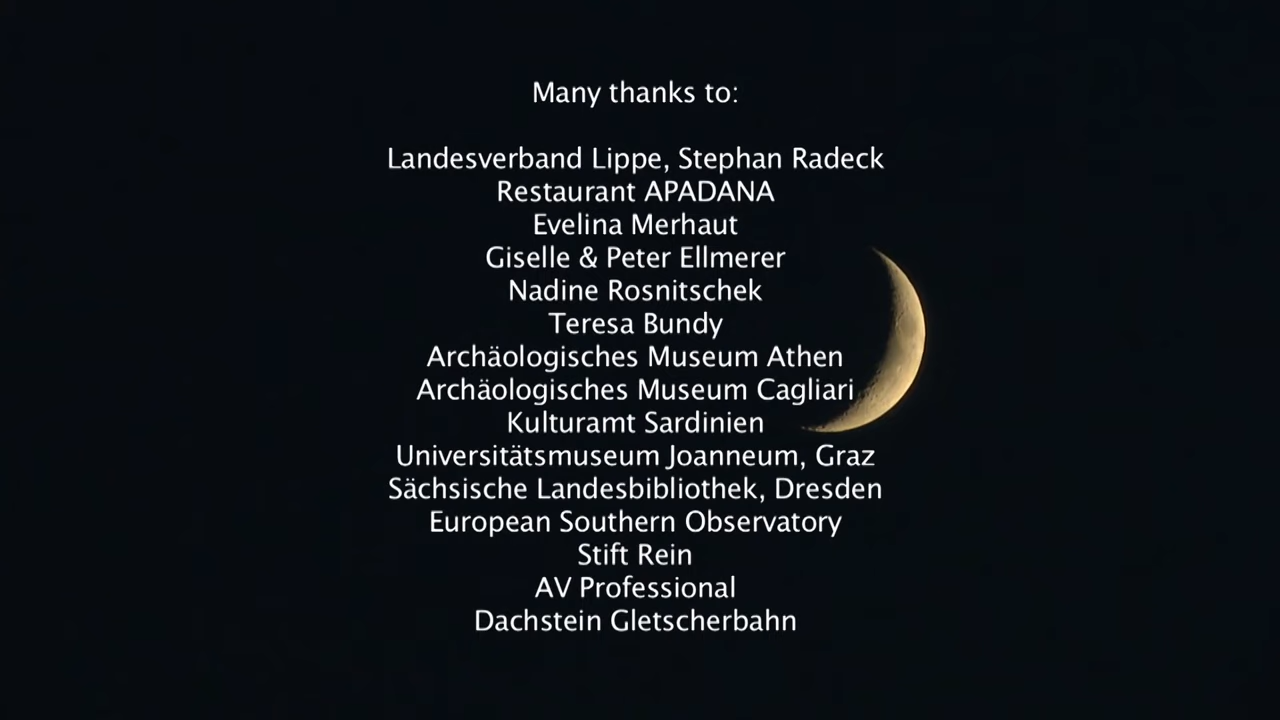 Many thanks to:
Landesverband Lippe, Stephan Radeck
Restaurant APADANA
Evelina Merhaut
Giselle & Peter Ellmerer
Nadine Rosnitschek
Teresa Bundy
Archäologisches Museum Athen
Archäologisches Museum Cagliari
Kulturamt Sardinien
Universitätsmuseum Joanneum, Graz
Sächsische Landesbibliothek, Dresden
European Southern Observatory
Stift Rein
AV Professional
Dachstein Gletscherbahn